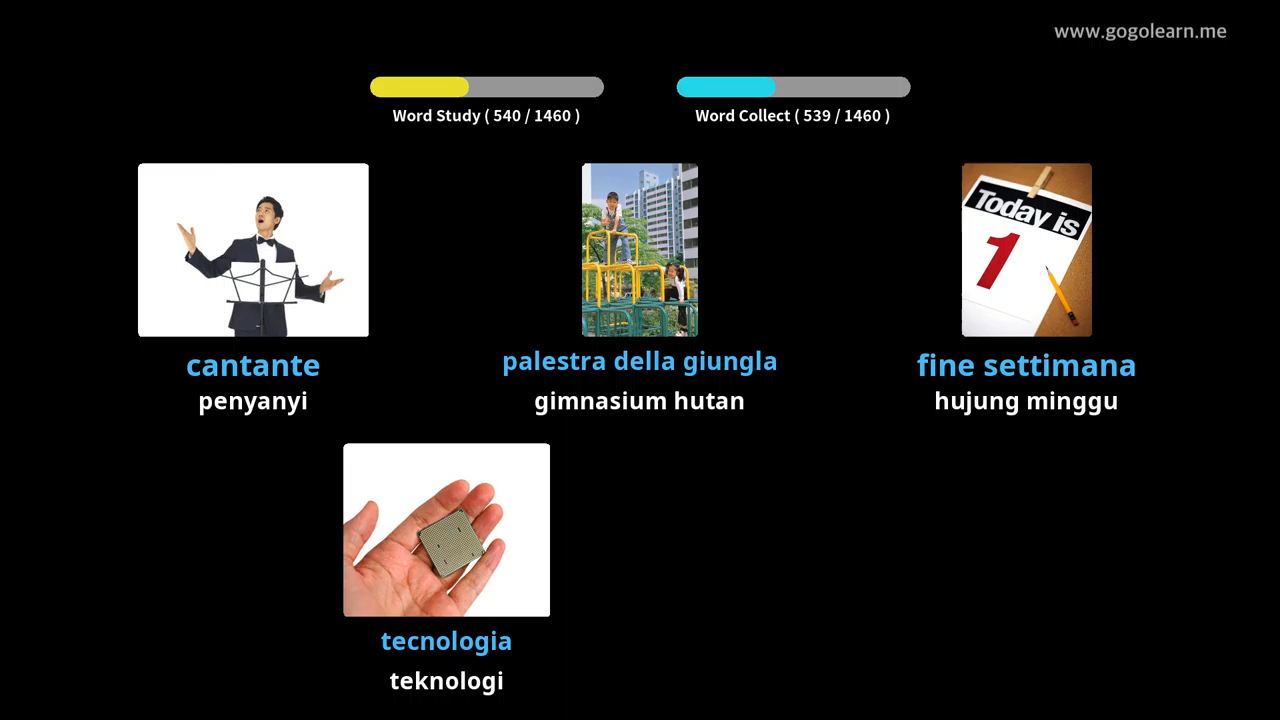 www.gogolearn.me
Word Study ( 540 / 1460 )
Word Collect ( 539 / 1460 )
Today is
1
cantante
penyanyi
palestra della giungla
gimnasium hutan
fine settimana
hujung minggu
tecnologia
teknologi